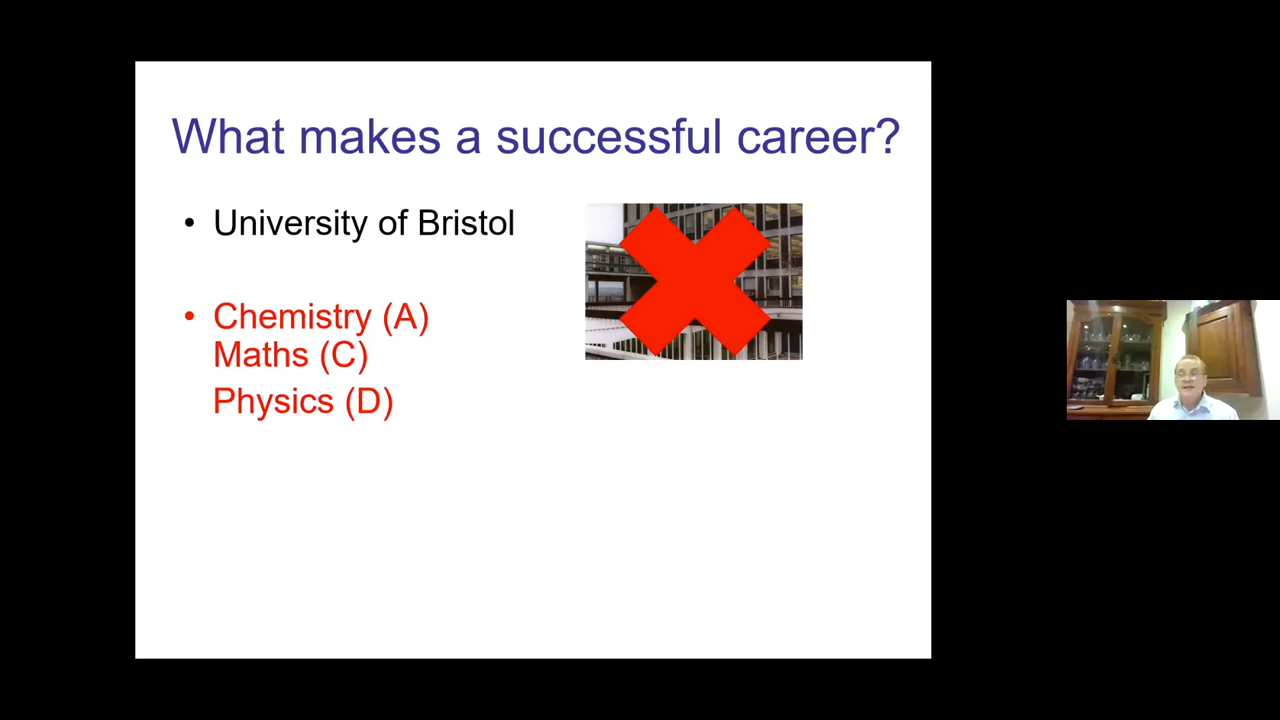 What makes a successful career?
• University of Bristol
• Chemistry (A)
Maths (C)
Physics (D)